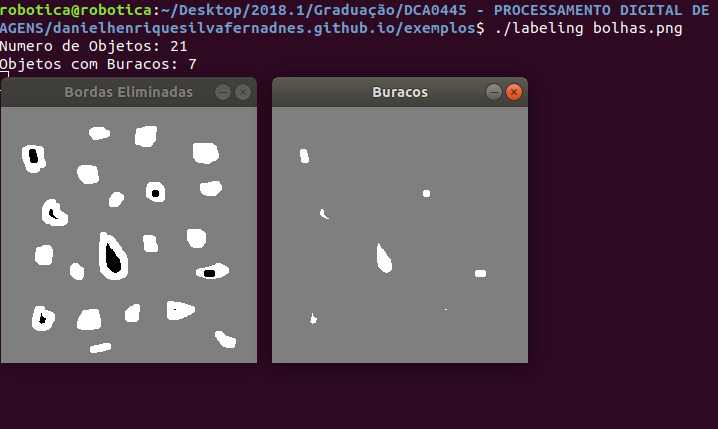 robotica@robotica:~/Desktop/2018.1/Graduação/DCA0445 - PROCESSAMENTO DIGITAL DE
AGENS/danielhenriquesilvafernadnes.github.io/exemplos$ ./labeling bolhas.png
Numero de Objetos: 21
Objetos com Buracos: 7
Bordas Eliminadas
Buracos